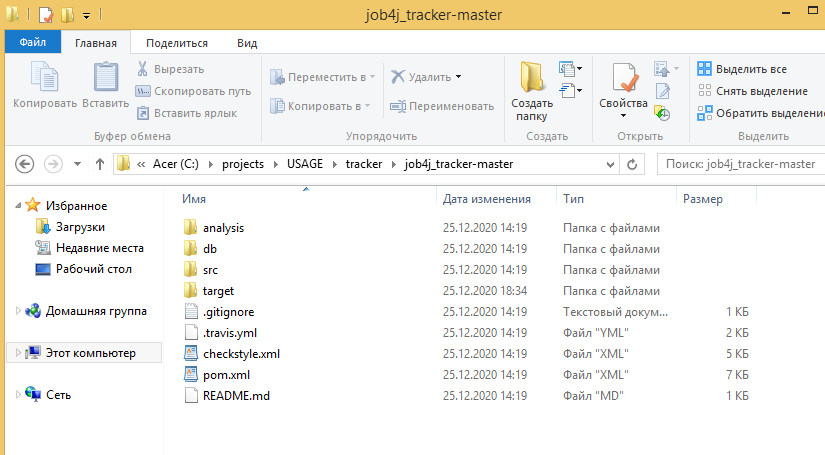 job4j_tracker-master
Файл Главная Поделиться Вид
Копировать
Вставить
Вырезать
Скопировать путь
Вставить ярлык
Буфер обмена
Переместить в
Копировать в
Удалить
Переименовать
Упорядочить
Создать папку
Создать
Свойства
Открыть
Выделить все
Снять выделение
Обратить выделение
Выделить
« Acer (C:) projects USAGE tracker job4j_tracker-master
Поиск: job4j_tracker-master
Избранное
Загрузки
Недавние места
Рабочий стол
Домашняя группа
Этот компьютер
Сеть
Имя Дата изменения Тип Размер
analysis 25.12.2020 14:19 Папка с файлами
db 25.12.2020 14:19 Папка с файлами
src 25.12.2020 14:19 Папка с файлами
target 25.12.2020 18:34 Папка с файлами
.gitignore 25.12.2020 14:19 Текстовый докум... 1 КБ
.travis.yml 25.12.2020 14:19 Файл "YML" 2 КБ
checkstyle.xml 25.12.2020 14:19 Файл "XML" 5 КБ
pom.xml 25.12.2020 14:19 Файл "XML" 7 КБ
README.md 25.12.2020 14:19 Файл "MD" 1 КБ